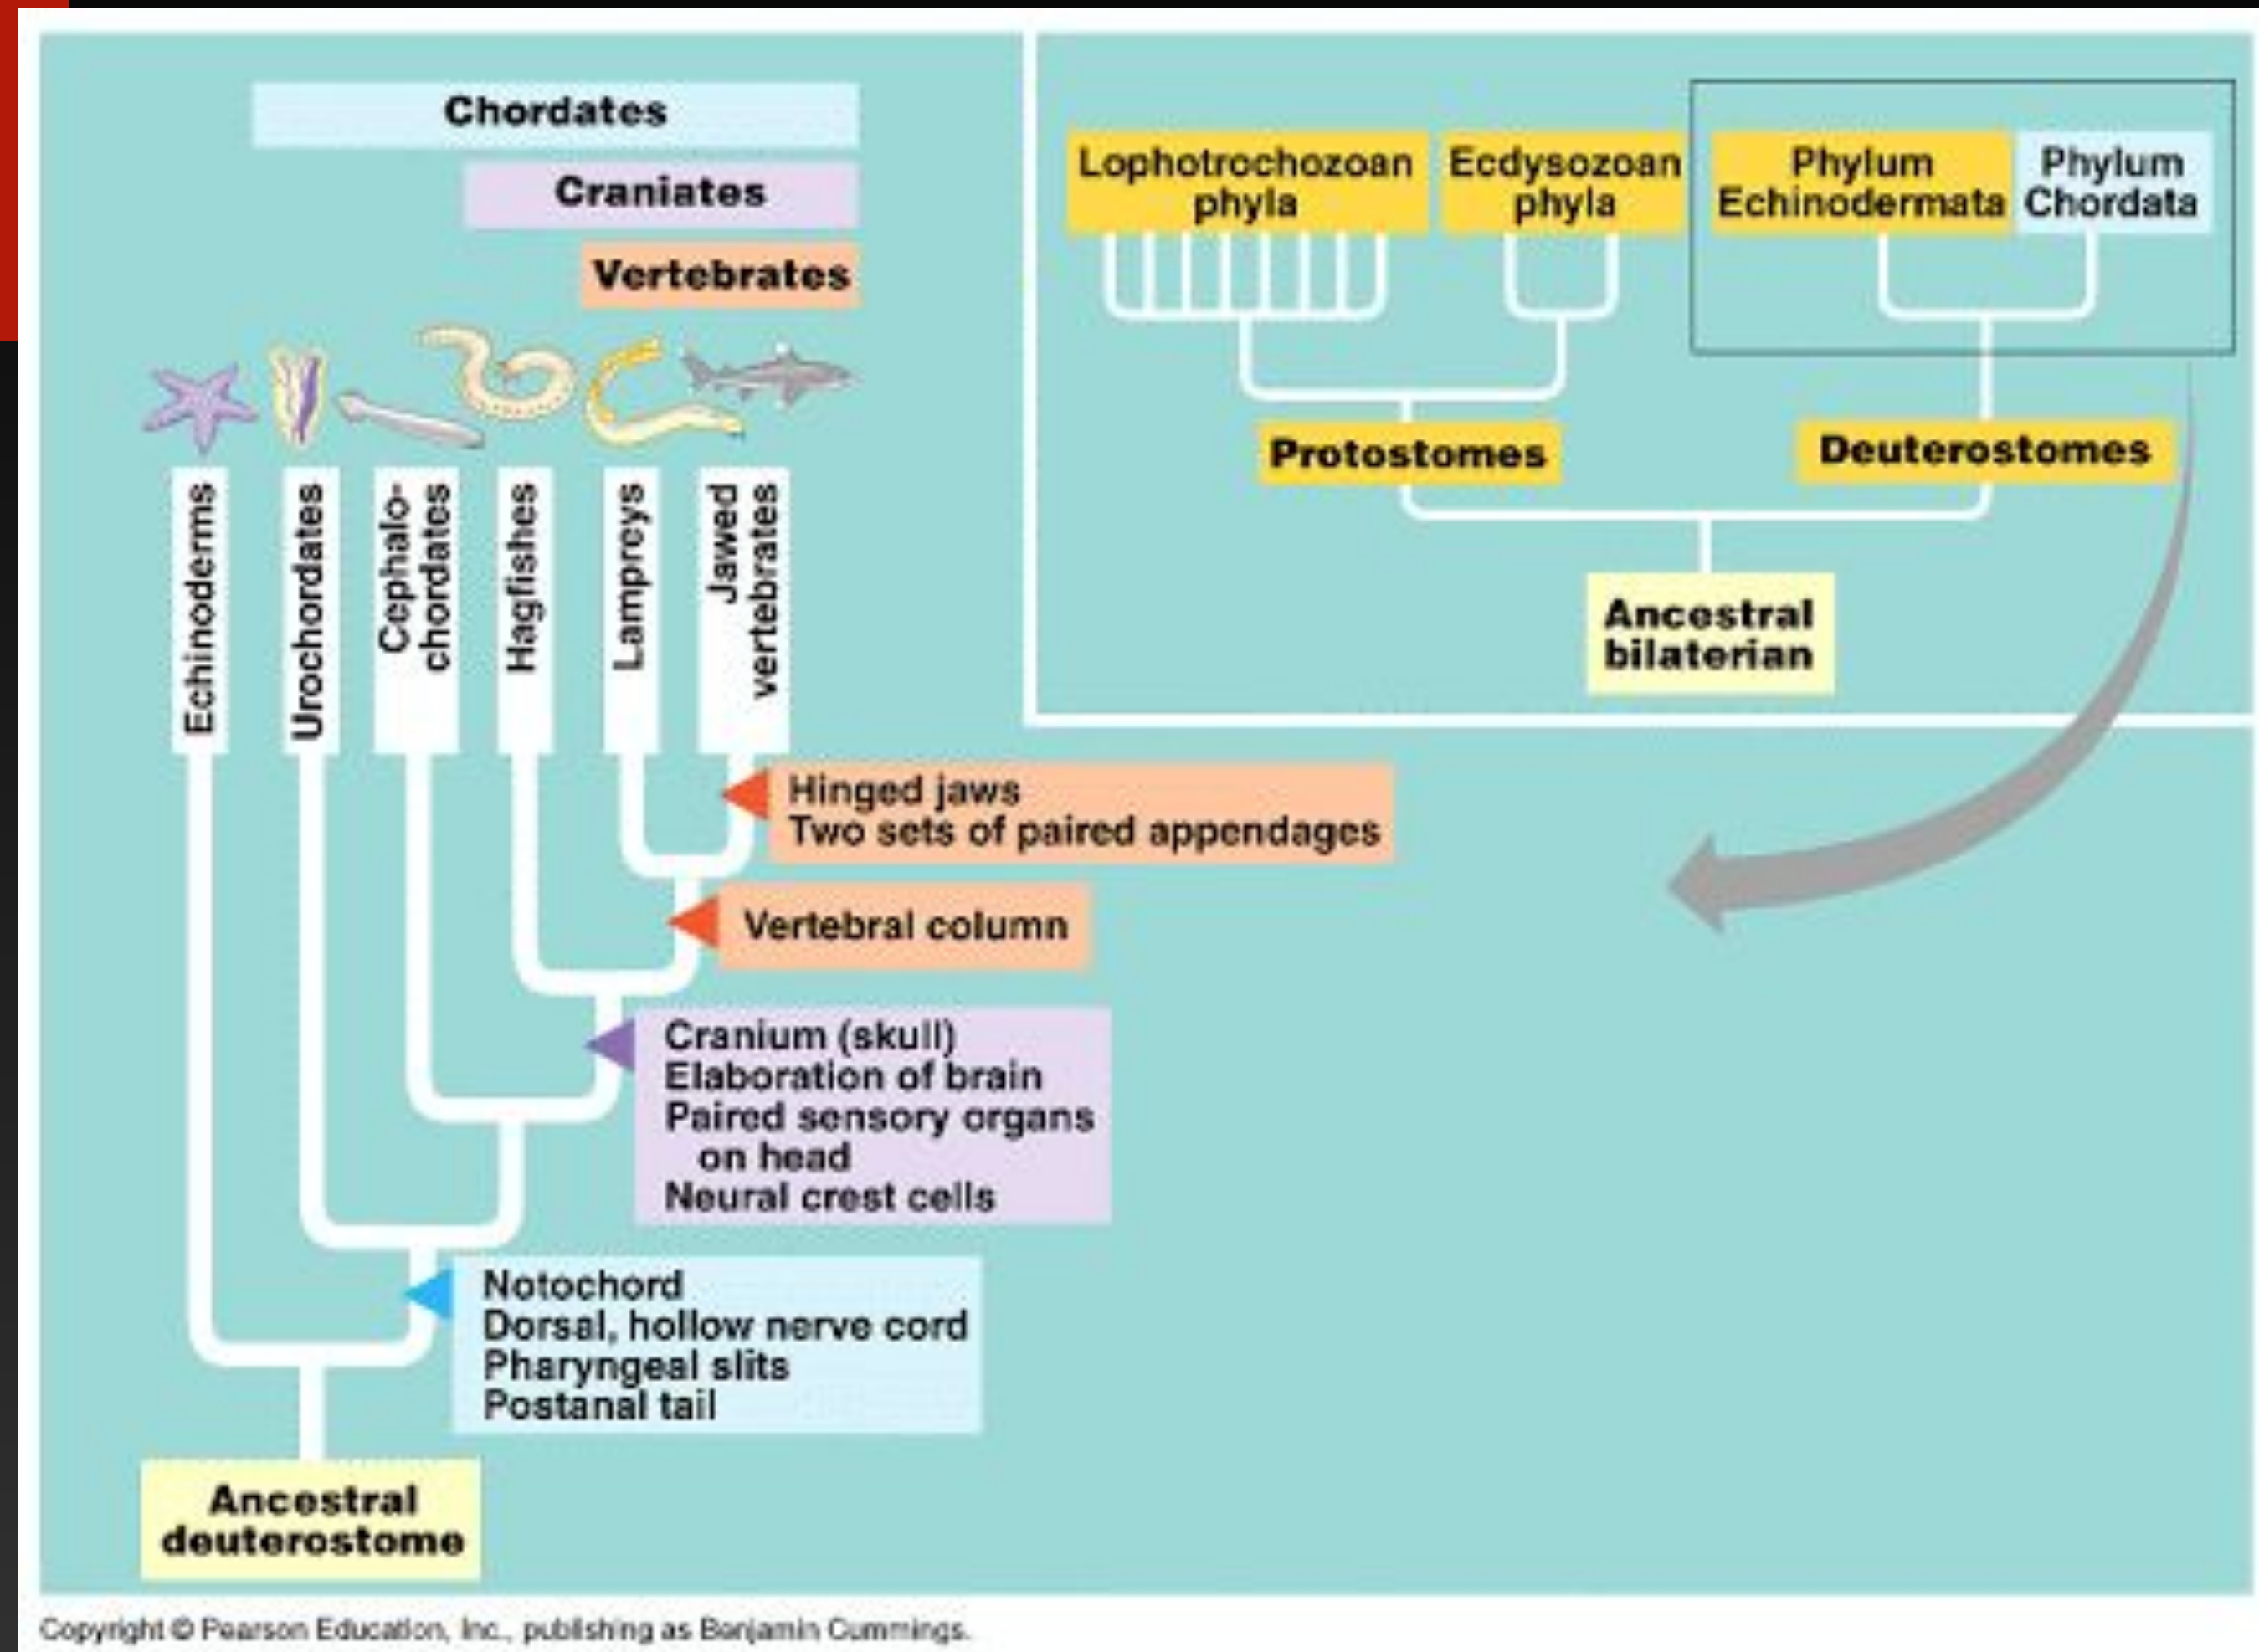 Chordates
Craniates
Vertebrates
Echinoderms
Urochordates
Cephalo-
chordates
Hagfishes
Lampreys
Jawed
vertebrates
Hinged jaws
Two sets of paired appendages
Vertebral column
Cranium (skull)
Elaboration of brain
Paired sensory organs
on head
Neural crest cells
Notochord
Dorsal, hollow nerve cord
Pharyngeal slits
Postanal tail
Ancestral
deuterostome
Lophotrochozoan
phyla
Ecdysozoan
phyla
Phylum
Echinodermata
Phylum
Chordata
Protostomes
Deuterostomes
Ancestral
bilaterian
Copyright © Pearson Education, Inc., publishing as Benjamin Cummings.